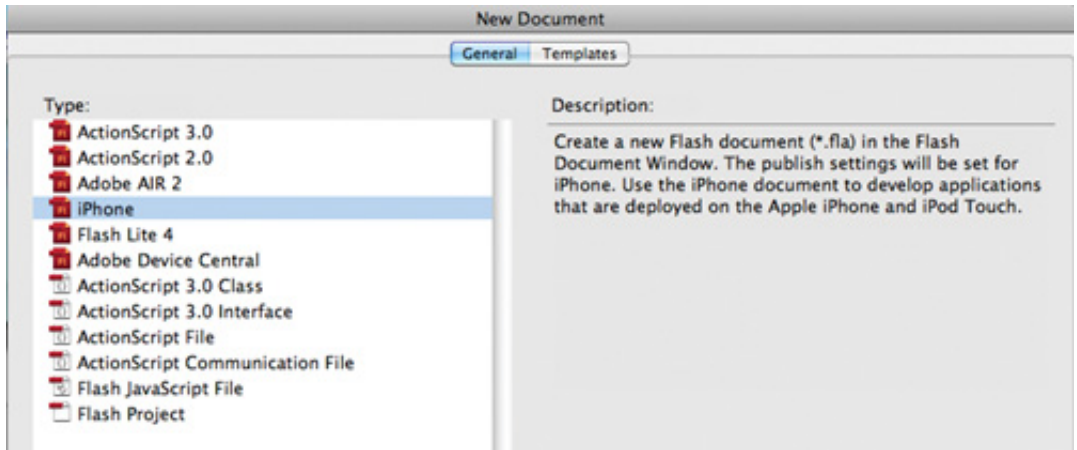 New Document
General Templates
Type:
ActionScript 3.0
ActionScript 2.0
Adobe AIR 2
iPhone
Flash Lite 4
Adobe Device Central
ActionScript 3.0 Class
ActionScript 3.0 Interface
ActionScript File
ActionScript Communication File
Flash JavaScript File
Flash Project
Description:
Create a new Flash document (*.fla) in the Flash
Document Window. The publish settings will be set for
iPhone. Use the iPhone document to develop applications
that are deployed on the Apple iPhone and iPod Touch.